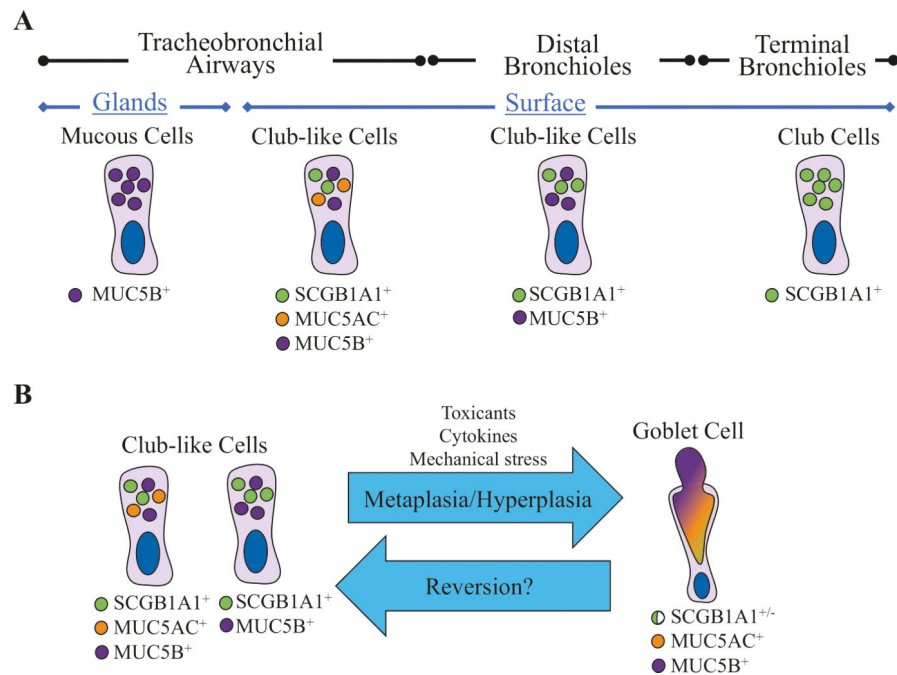 A
Tracheobronchial
Airways
Distal
Bronchioles
Terminal
Bronchioles
Glands
Surface
Mucous Cells
Club-like Cells
Club-like Cells
Club Cells
MUC5B⁺
SCGB1A1⁺
MUC5AC⁺
MUC5B⁺
SCGB1A1⁺
MUC5B⁺
SCGB1A1⁺
B
Club-like Cells
Toxicants
Cytokines
Mechanical stress
Metaplasia/Hyperplasia
Reversion?
Goblet Cell
SCGB1A1⁺
MUC5AC⁺
MUC5B⁺
SCGB1A1⁺
MUC5B⁺
SCGB1A1⁺/⁻
MUC5AC⁺
MUC5B⁺